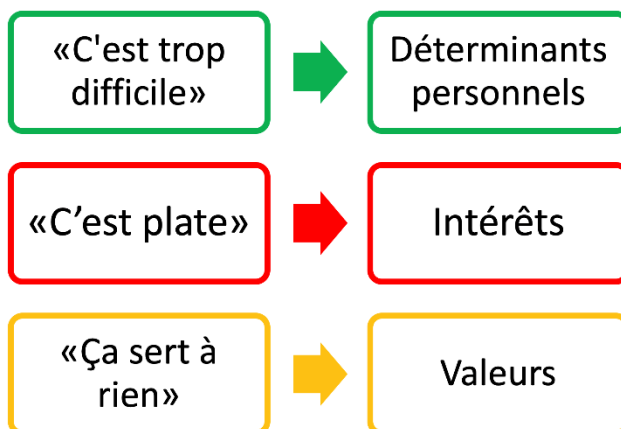 «C'est trop
difficile»
Déterminants
personnels
«C’est plate»
Intérêts
«Ça sert à
rien»
Valeurs